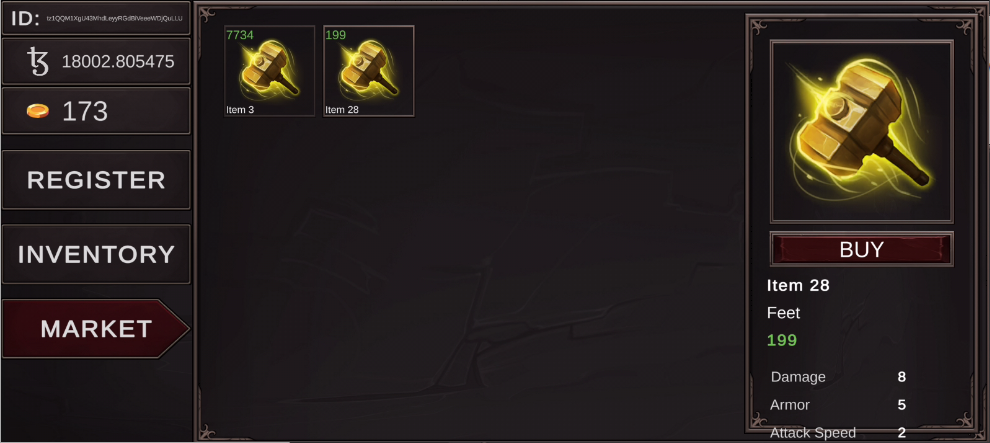 ID:
18002.805475
173
REGISTER
INVENTORY
MARKET
7734
Item 3
199
Item 28
BUY
Item 28
Feet
199
Damage 8
Armor 5
Attack Speed 2